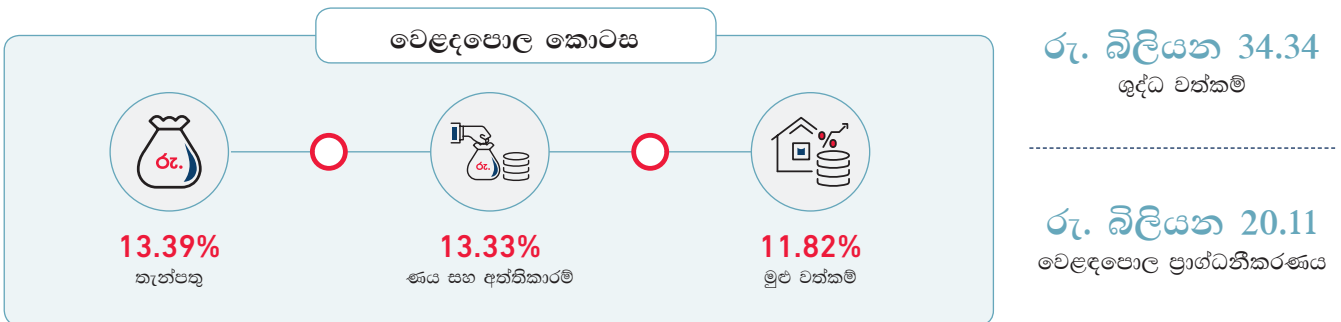 වෙළදපොල කොටස
රු.
13.39%
තැන්පතු
රු.
13.33%
ණය සහ අත්තිකාරම්
%
11.82%
මුළු වත්කම්
රු. බිලියන 34.34
ශුද්ධ වත්කම්
රු. බිලියන 20.11
වෙළඳපොල ප්‍රාග්ධනීකරණය